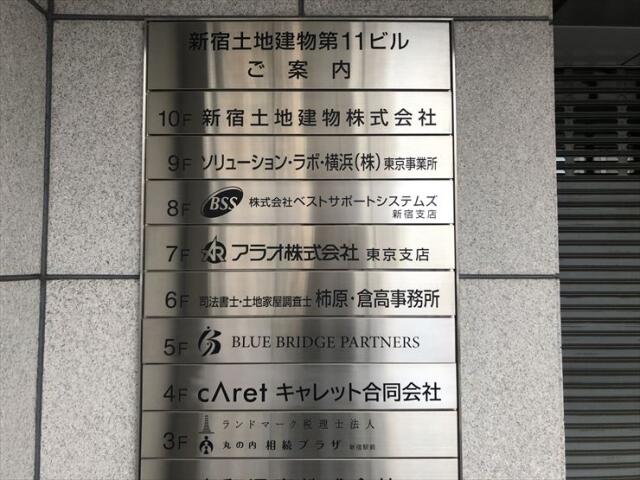 新宿土地建物第11ビル
ご案内
10F 新宿土地建物株式会社
9F ソリューション・ラボ・横浜(株)東京事業所
8F BSS 株式会社ベストサポートシステムズ
新宿支店
7F アラオ株式会社 東京支店
6F 司法書士・土地家屋調査士 柿原・倉高事務所
5F BLUE BRIDGE PARTNERS
4F cΛret キャレット合同会社
ランドマーク税理士法人
3F 丸の内 相続プラザ 新宿駅前